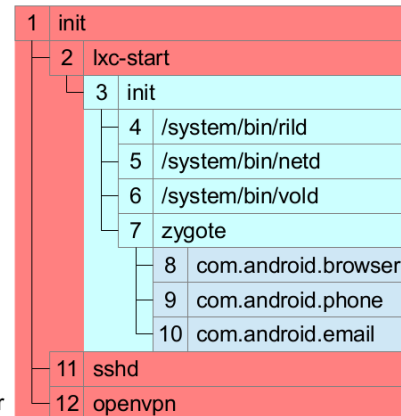 1 init
2 lxc-start
3 init
4 /system/bin/rild
5 /system/bin/netd
6 /system/bin/vold
7 zygote
8 com.android.browser
9 com.android.phone
10 com.android.email
11 sshd
r 12 openvpn